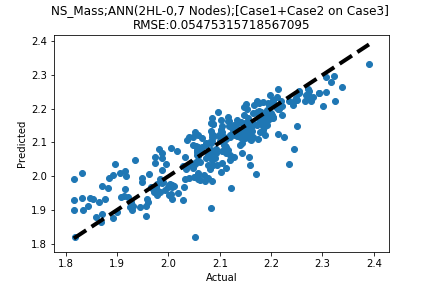 NS_Mass;ANN(2HL-0,7 Nodes);[Case1+Case2 on Case3]
RMSE:0.05475315718567095
2.4
2.3
2.2
2.1
2.0
1.9
1.8
Predicted
1.8 1.9 2.0 2.1 2.2 2.3 2.4
Actual